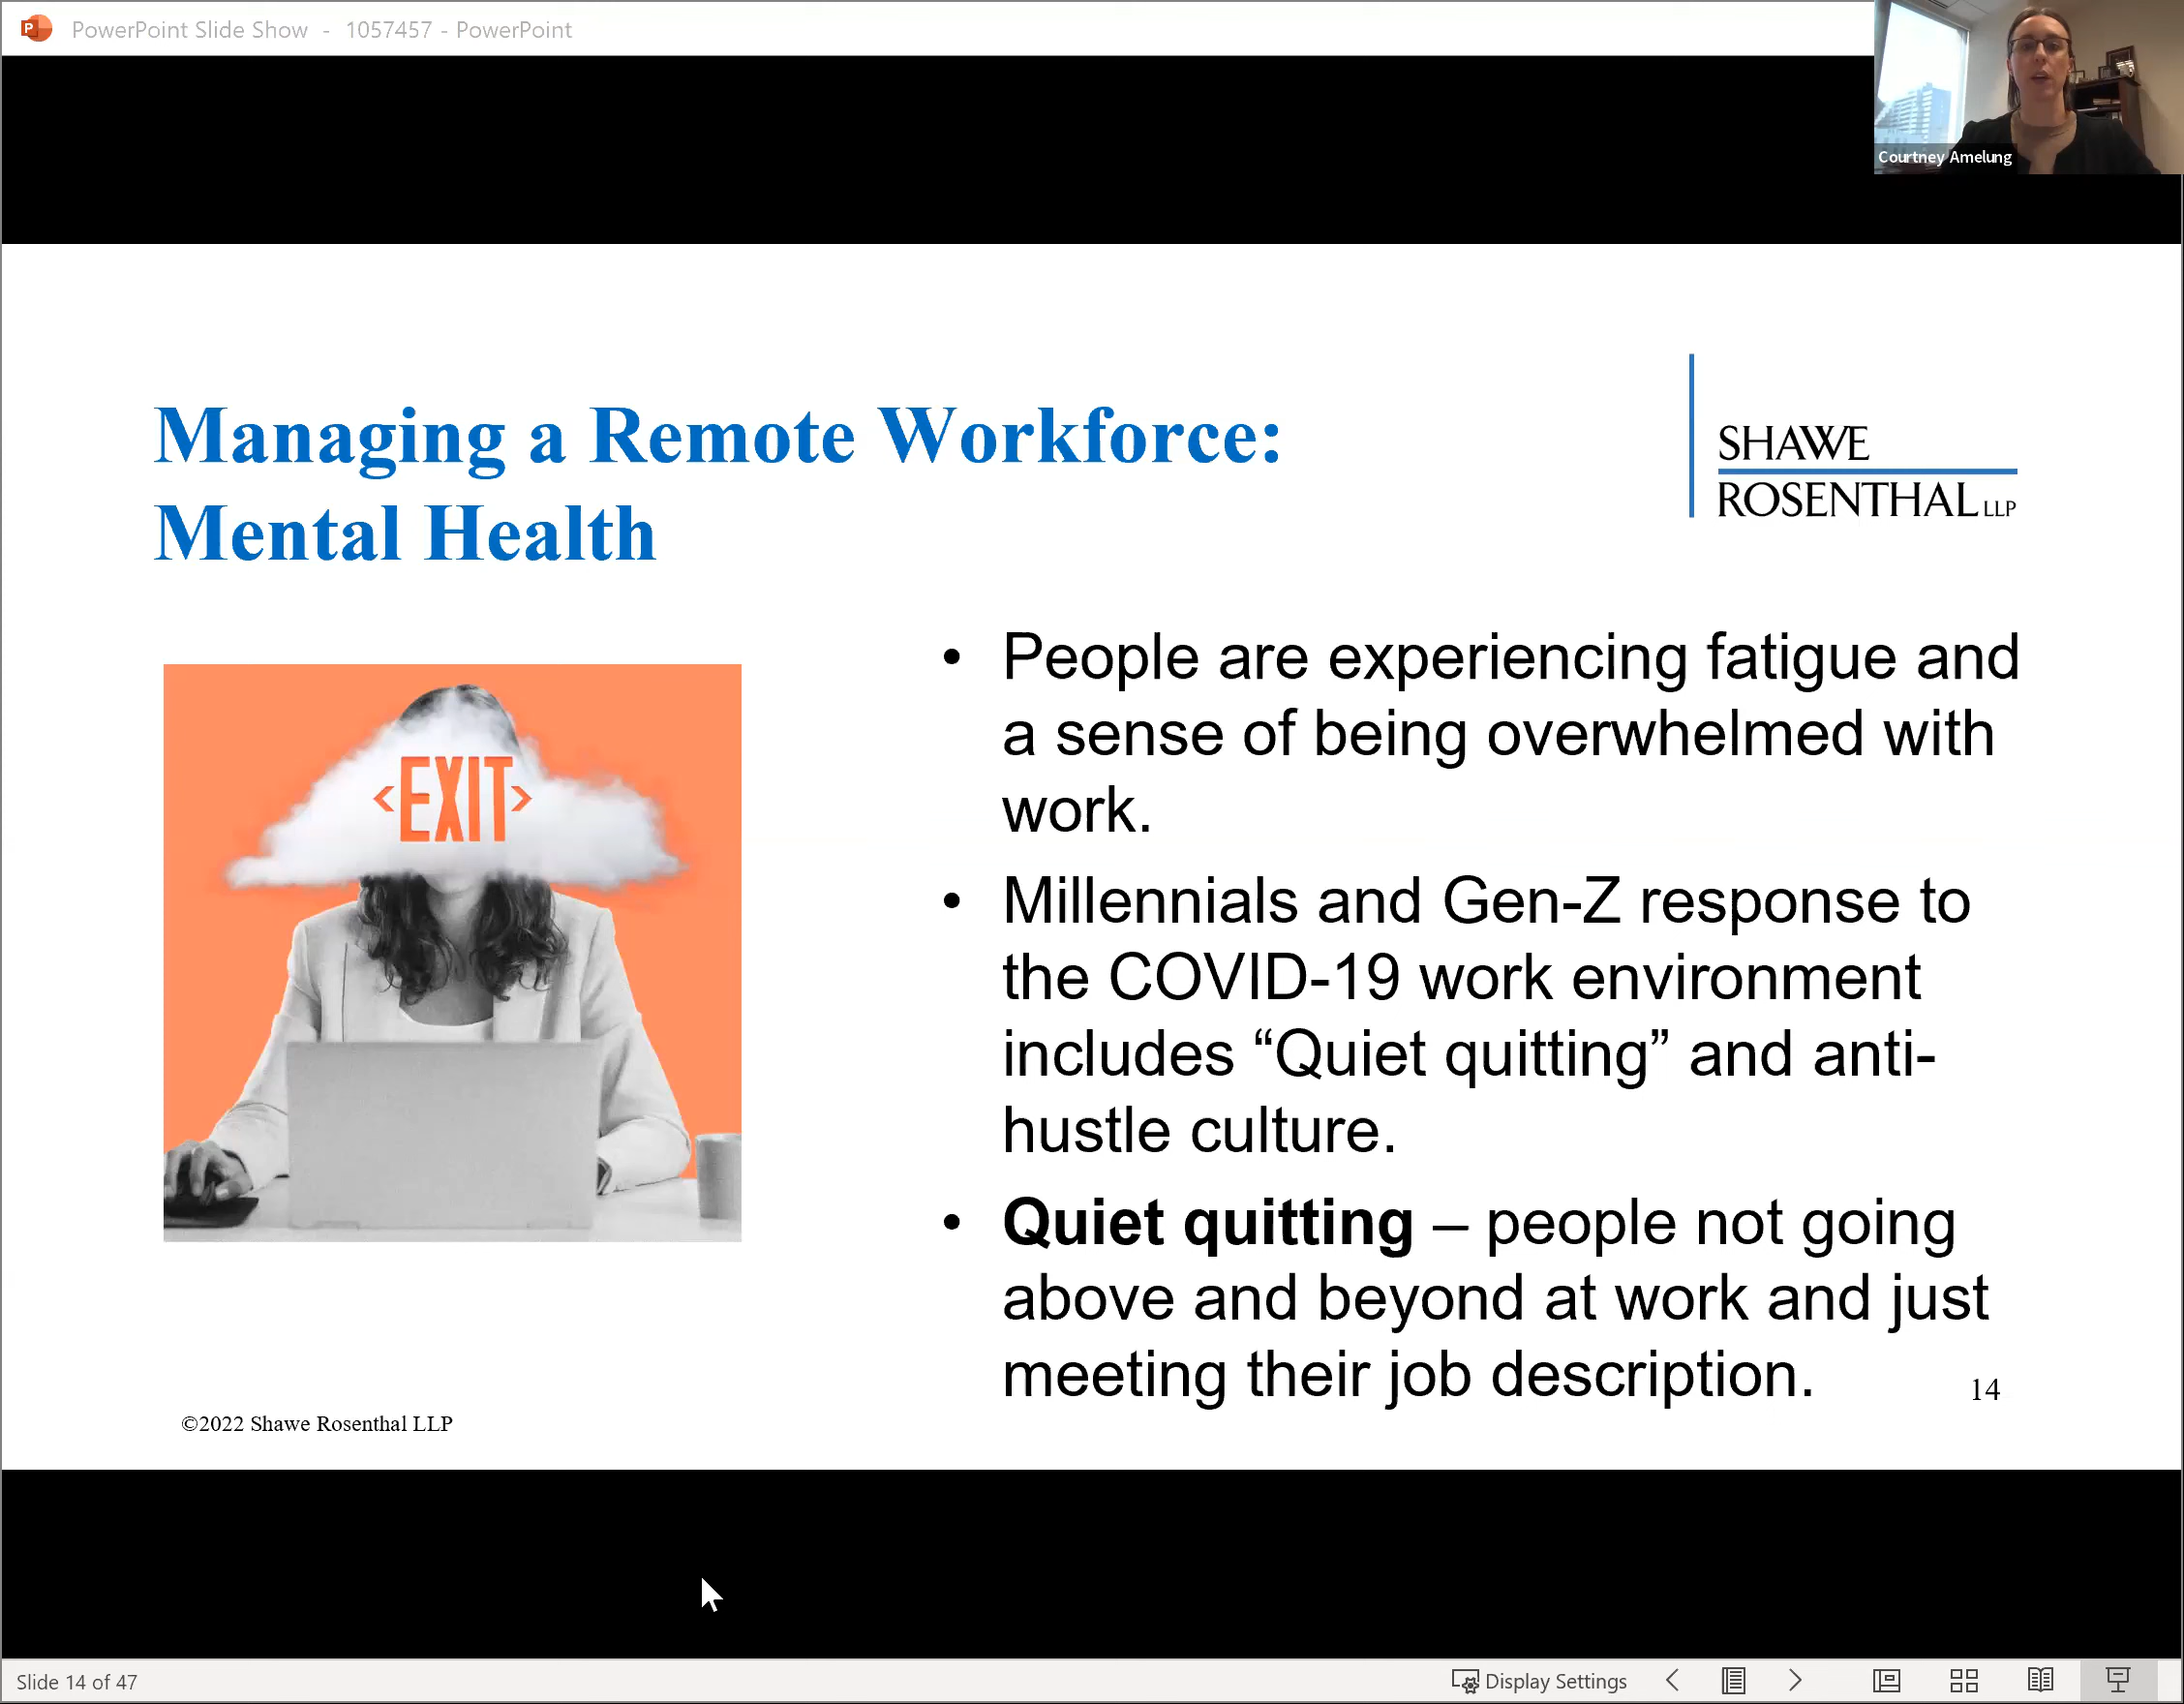 PowerPoint Slide Show - 1057457 - PowerPoint
Courtney Amelung
Managing a Remote Workforce:
Mental Health
SHAWE
ROSENTHAL LLP
<EXIT>
• People are experiencing fatigue and
a sense of being overwhelmed with
work.
• Millennials and Gen-Z response to
the COVID-19 work environment
includes “Quiet quitting” and anti-
hustle culture.
• Quiet quitting – people not going
above and beyond at work and just
meeting their job description.
14
©2022 Shawe Rosenthal LLP
Slide 14 of 47
Display Settings